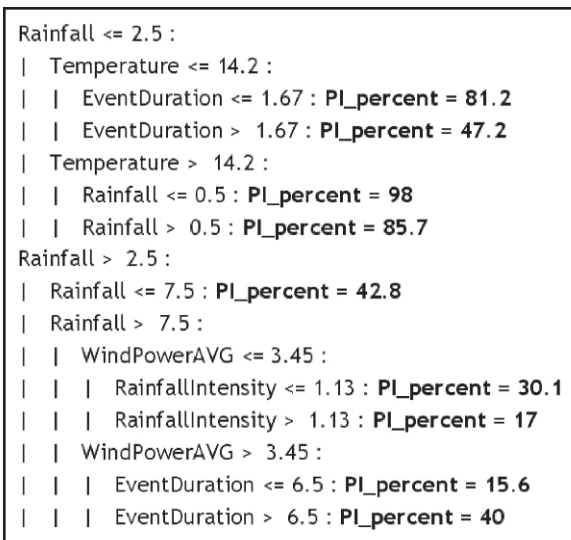 Rainfall <= 2.5 :
| Temperature <= 14.2 :
| | EventDuration <= 1.67 : PI_percent = 81.2
| | EventDuration > 1.67 : PI_percent = 47.2
| Temperature > 14.2 :
| | Rainfall <= 0.5 : PI_percent = 98
| | Rainfall > 0.5 : PI_percent = 85.7
Rainfall > 2.5 :
| Rainfall <= 7.5 : PI_percent = 42.8
| Rainfall > 7.5 :
| | WindPowerAVG <= 3.45 :
| | | RainfallIntensity <= 1.13 : PI_percent = 30.1
| | | RainfallIntensity > 1.13 : PI_percent = 17
| | WindPowerAVG > 3.45 :
| | | EventDuration <= 6.5 : PI_percent = 15.6
| | | EventDuration > 6.5 : PI_percent = 40